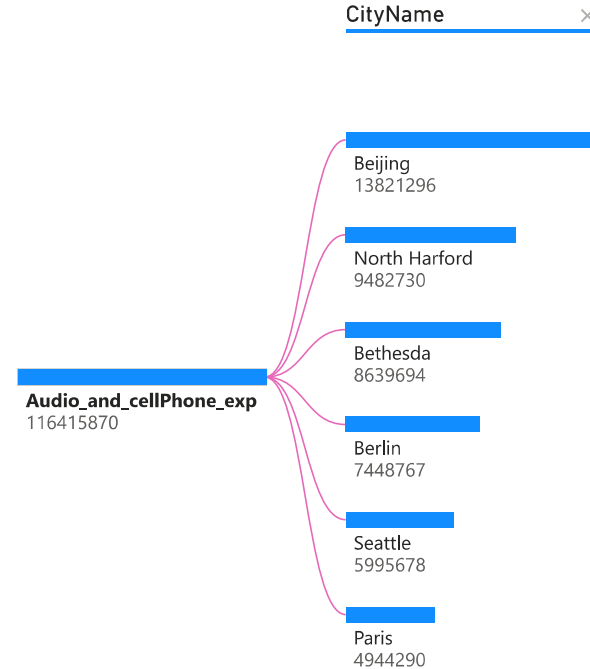 CityName
Beijing
13821296
North Harford
9482730
Bethesda
8639694
Audio_and_cellPhone_exp
116415870
Berlin
7448767
Seattle
5995678
Paris
4944290